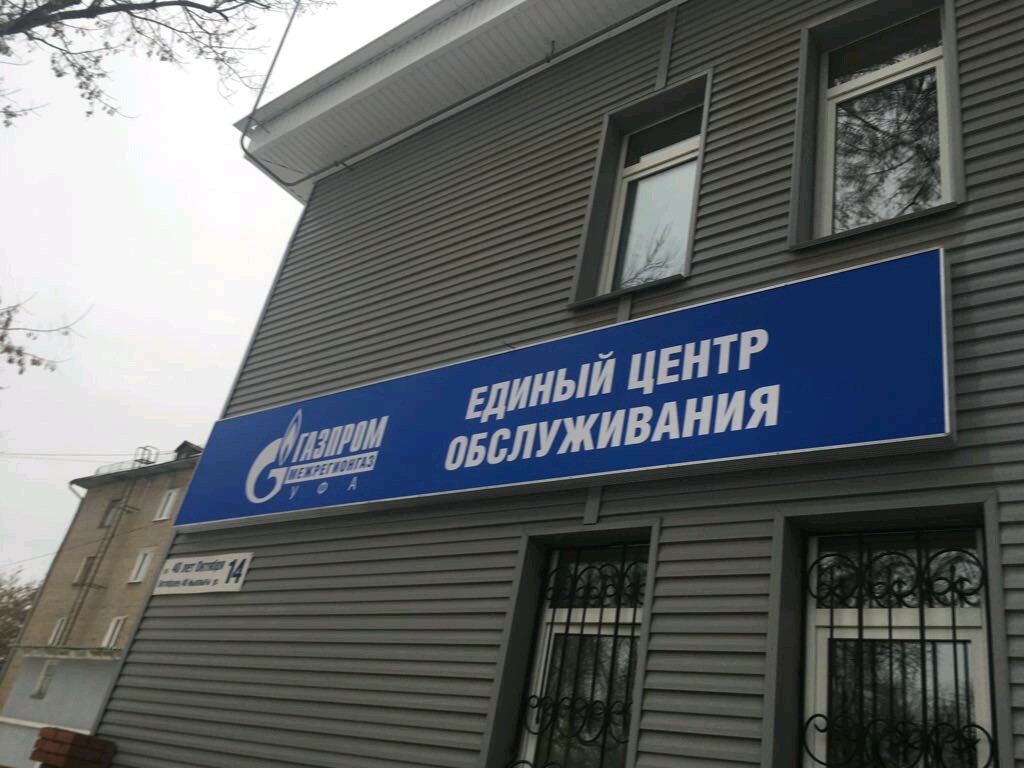 ГАЗПРОМ
МЕЖРЕГИОНГАЗ
УФА
ЕДИНЫЙ ЦЕНТР
ОБСЛУЖИВАНИЯ
40 лет Октября
14